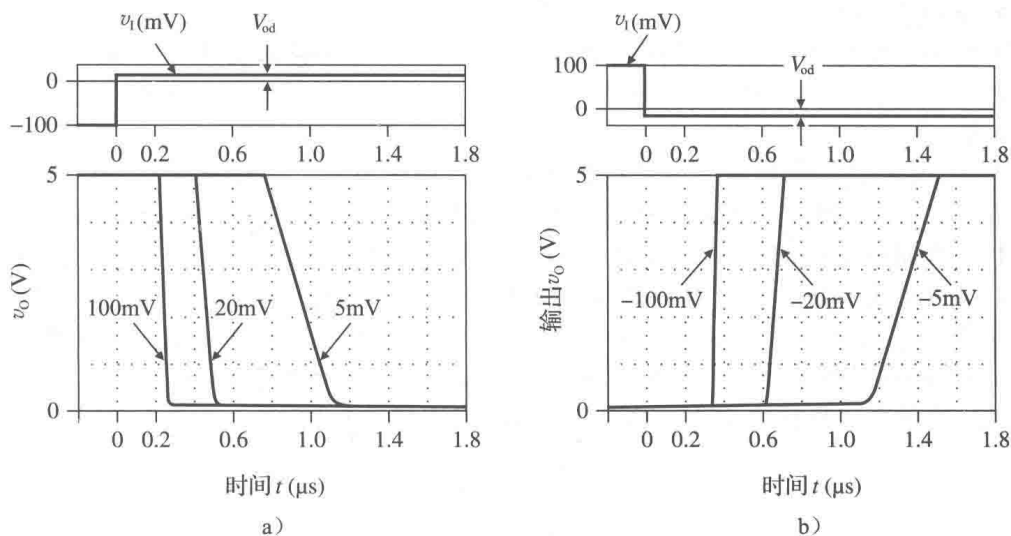 v_I(mV)
V_od
0
−100
0 0.2 0.6 1.0 1.4 1.8
5
v_O (V)
100mV
20mV
5mV
0
0 0.2 0.6 1.0 1.4 1.8
时间 t (μs)
a）
v_I(mV)
100
V_od
0
0 0.2 0.6 1.0 1.4 1.8
5
输出v_O (V)
−100mV
−20mV
−5mV
0
0 0.2 0.6 1.0 1.4 1.8
时间 t (μs)
b）